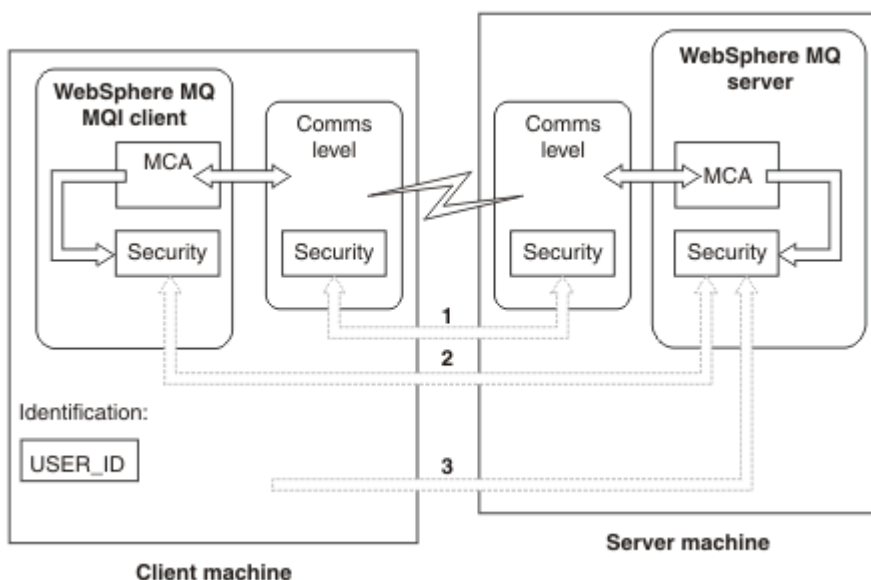 WebSphere MQ
MQI client
MCA
Security
Comms
level
Security
Comms
level
Security
WebSphere MQ
server
MCA
Security
1
2
3
Identification:
USER_ID
Client machine
Server machine